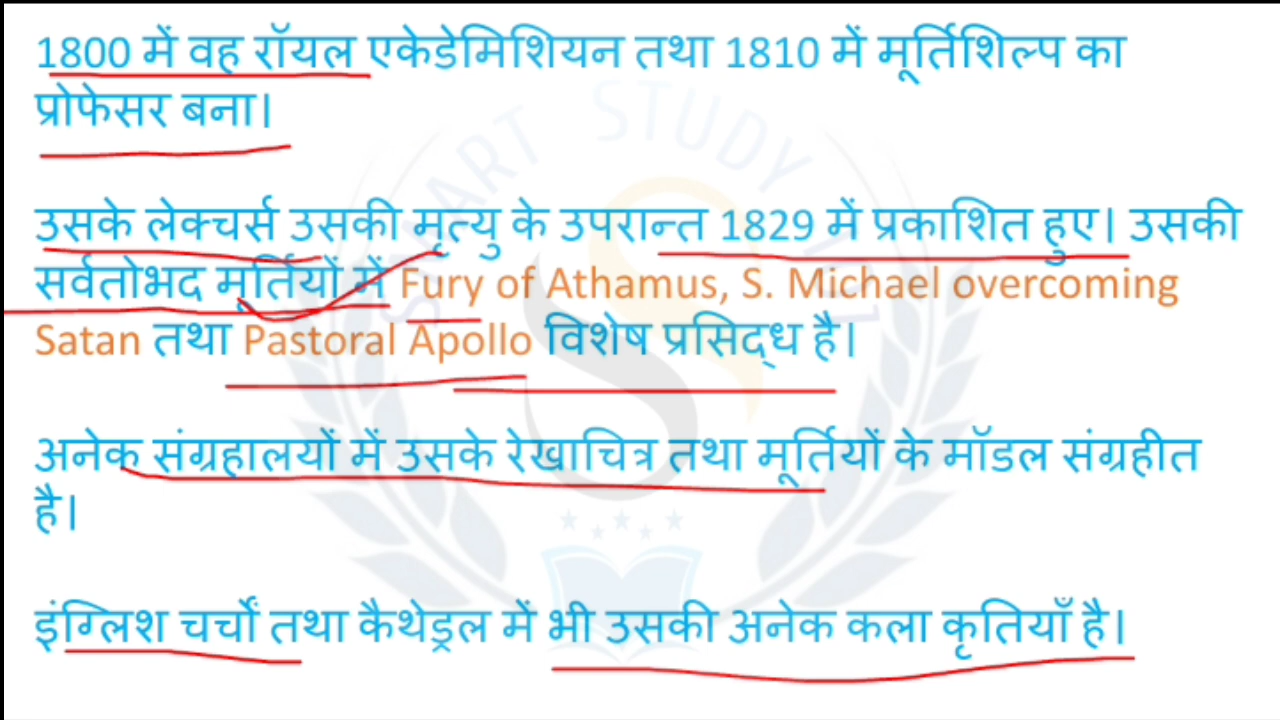 1800 में वह रॉयल एकेडेमिशियन तथा 1810 में मूर्तिशिल्प का
प्रोफेसर बना।
उसके लेक्चर्स उसकी मृत्यु के उपरान्त 1829 में प्रकाशित हुए। उसकी
सर्वतोभद मूर्तियों में Fury of Athamus, S. Michael overcoming
Satan तथा Pastoral Apollo विशेष प्रसिद्ध है।
अनेक संग्रहालयों में उसके रेखाचित्र तथा मूर्तियों के मॉडल संग्रहीत
है।
इंग्लिश चर्चों तथा कैथेड्रल में भी उसकी अनेक कला कृतियाँ है।